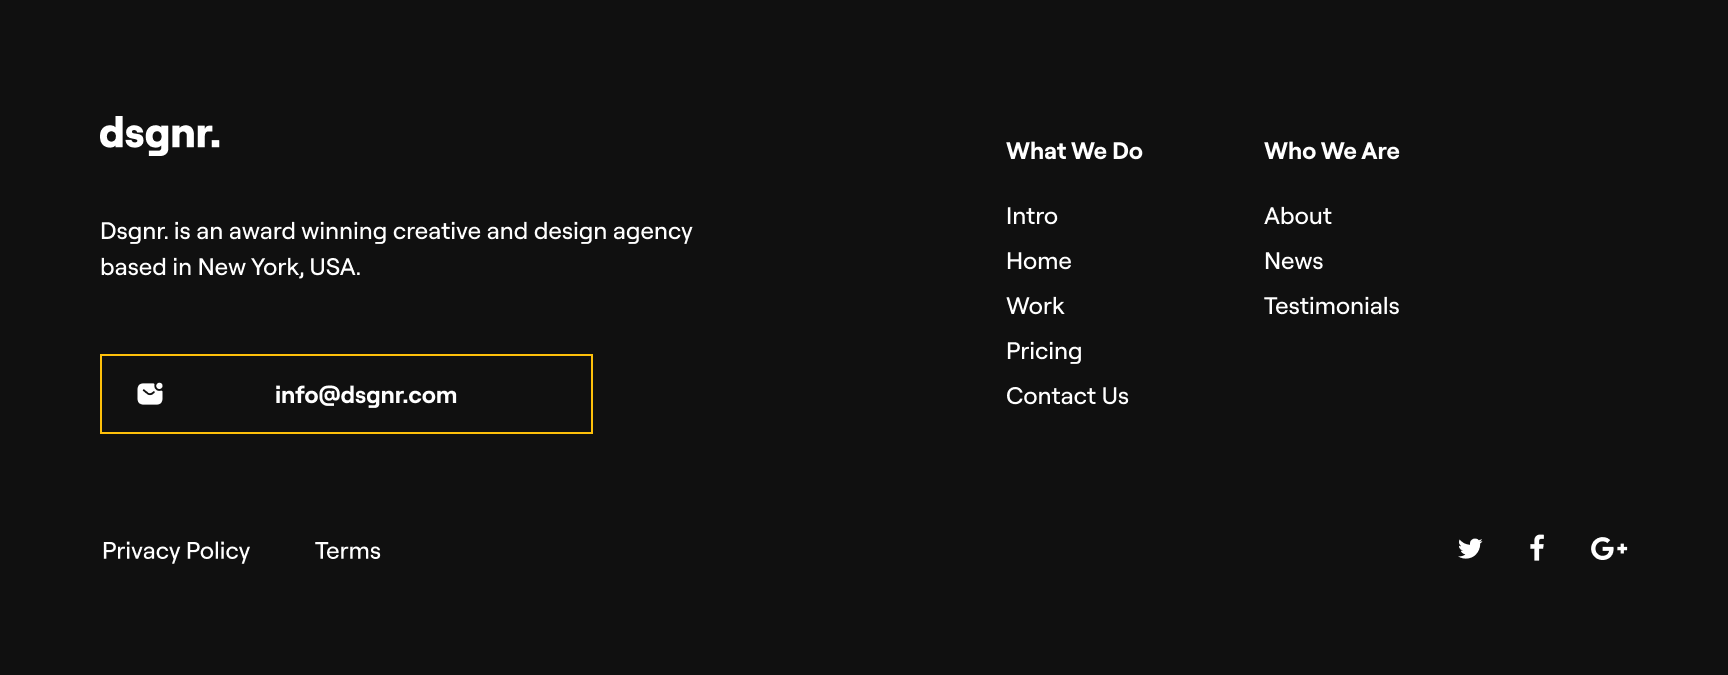 dsgnr.
Dsgnr. is an award winning creative and design agency
based in New York, USA.
info@dsgnr.com
What We Do
Intro
Home
Work
Pricing
Contact Us
Who We Are
About
News
Testimonials
Privacy Policy
Terms
G+